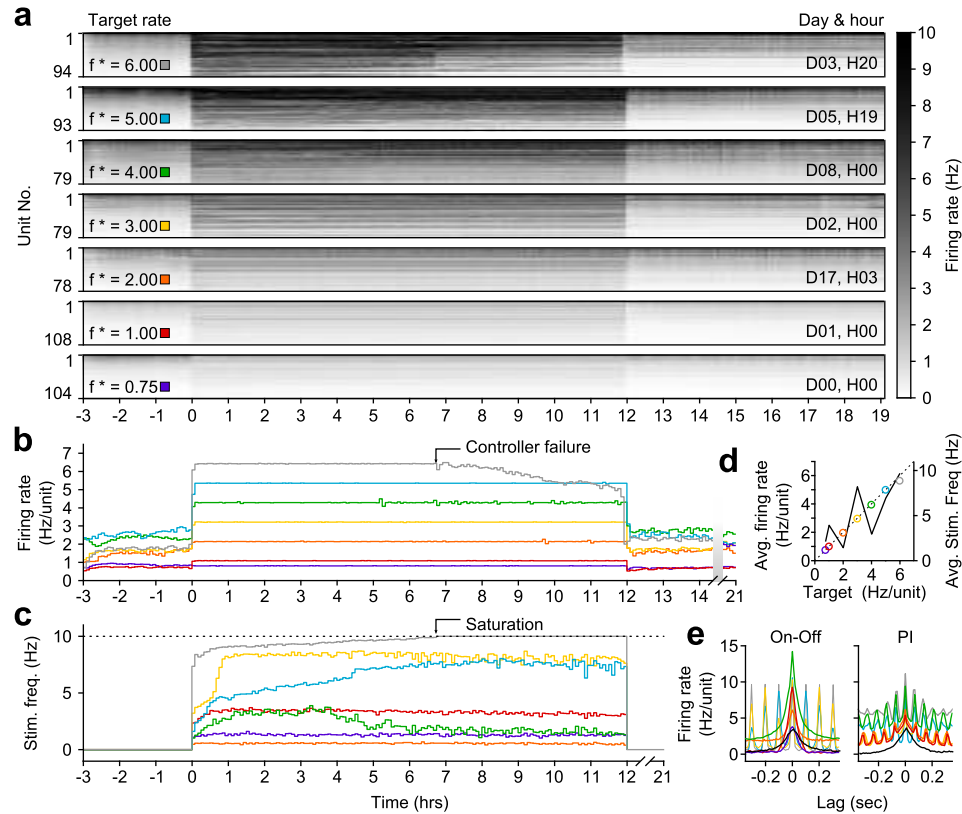 a
Target rate
Day & hour
1
94
f * = 6.00
D03, H20
1
93
f * = 5.00
D05, H19
1
79
f * = 4.00
D08, H00
1
79
f * = 3.00
D02, H00
1
78
f * = 2.00
D17, H03
1
108
f * = 1.00
D01, H00
1
104
f * = 0.75
D00, H00
Unit No.
-3 -2 -1 0 1 2 3 4 5 6 7 8 9 10 11 12 13 14 15 16 17 18 19
10
9
8
7
6
5
4
3
2
1
0
Firing rate (Hz)
b
Controller failure
Firing rate
(Hz/unit)
7
6
5
4
3
2
1
0
-3 -2 -1 0 1 2 3 4 5 6 7 8 9 10 11 12 13 14 21
c
Saturation
Stim. freq. (Hz)
10
5
0
-3 -2 -1 0 1 2 3 4 5 6 7 8 9 10 11 12 21
Time (hrs)
d
Avg. firing rate
(Hz/unit)
6
4
2
0
0 2 4 6
Target (Hz/unit)
10
5
0
Avg. Stim. Freq (Hz)
e
On-Off
PI
Firing rate
(Hz/unit)
15
10
5
0
-0.2 0 0.2
-0.2 0 0.2
Lag (sec)